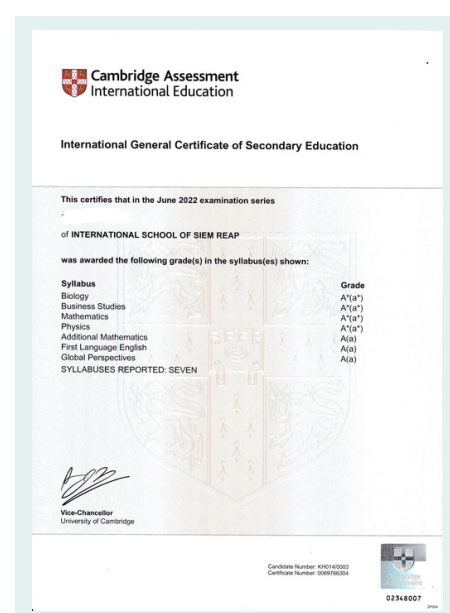 Cambridge Assessment
International Education
International General Certificate of Secondary Education
This certifies that in the June 2022 examination series
of INTERNATIONAL SCHOOL OF SIEM REAP
was awarded the following grade(s) in the syllabus(es) shown:
Syllabus Grade
Biology A*(a*)
Business Studies A*(a*)
Mathematics A*(a*)
Physics A*(a*)
Additional Mathematics A(a)
First Language English A(a)
Global Perspectives A(a)
SYLLABUSES REPORTED: SEVEN
Vice-Chancellor
University of Cambridge
Candidate Number: KH014/0003
Certificate Number: 0069766304
02348007